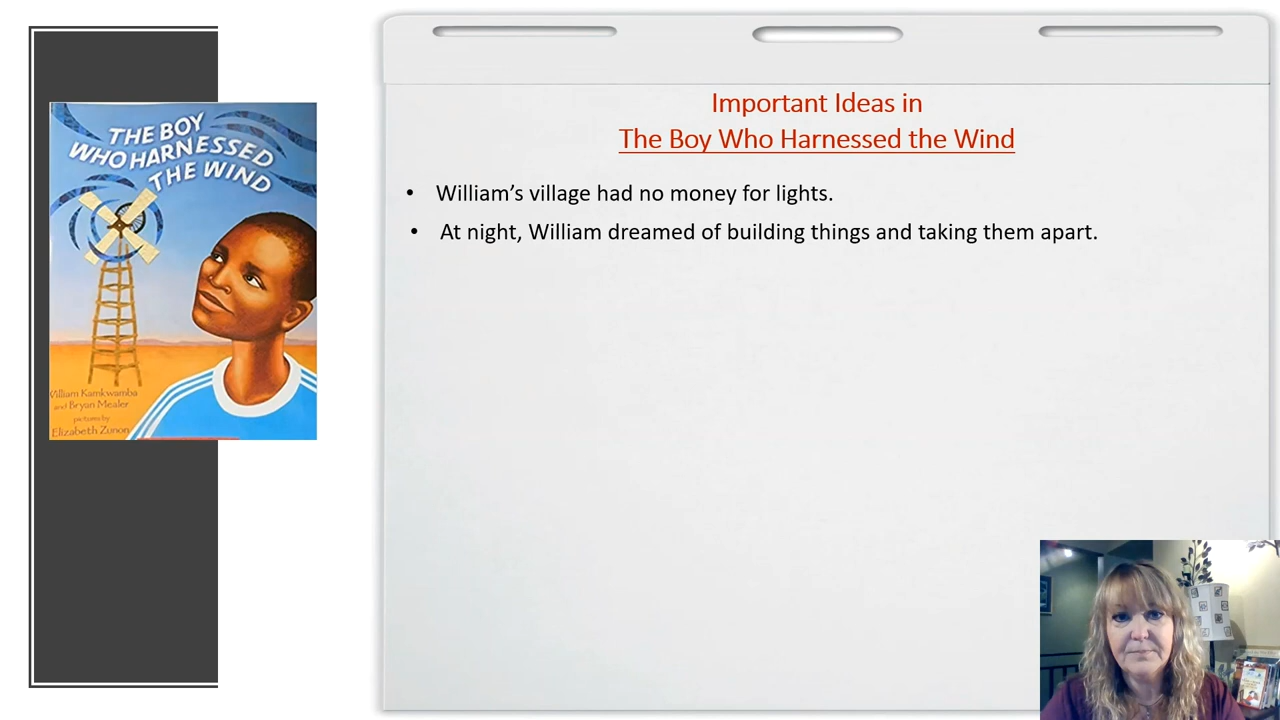 THE BOY
WHO HARNESSED
THE WIND
William Kamkwamba
and Bryan Mealer
pictures by
Elizabeth Zunon
Important Ideas in
The Boy Who Harnessed the Wind
• William’s village had no money for lights.
• At night, William dreamed of building things and taking them apart.